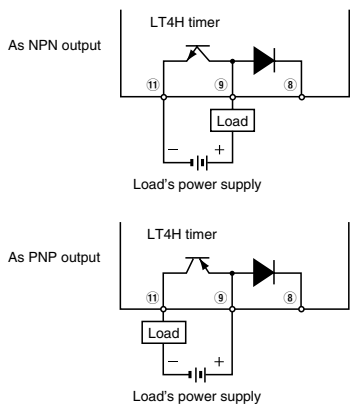 LT4H timer
As NPN output
⑪ ⑨ ⑧
Load
− +
Load's power supply
LT4H timer
As PNP output
⑪ ⑨ ⑧
Load
− +
Load's power supply